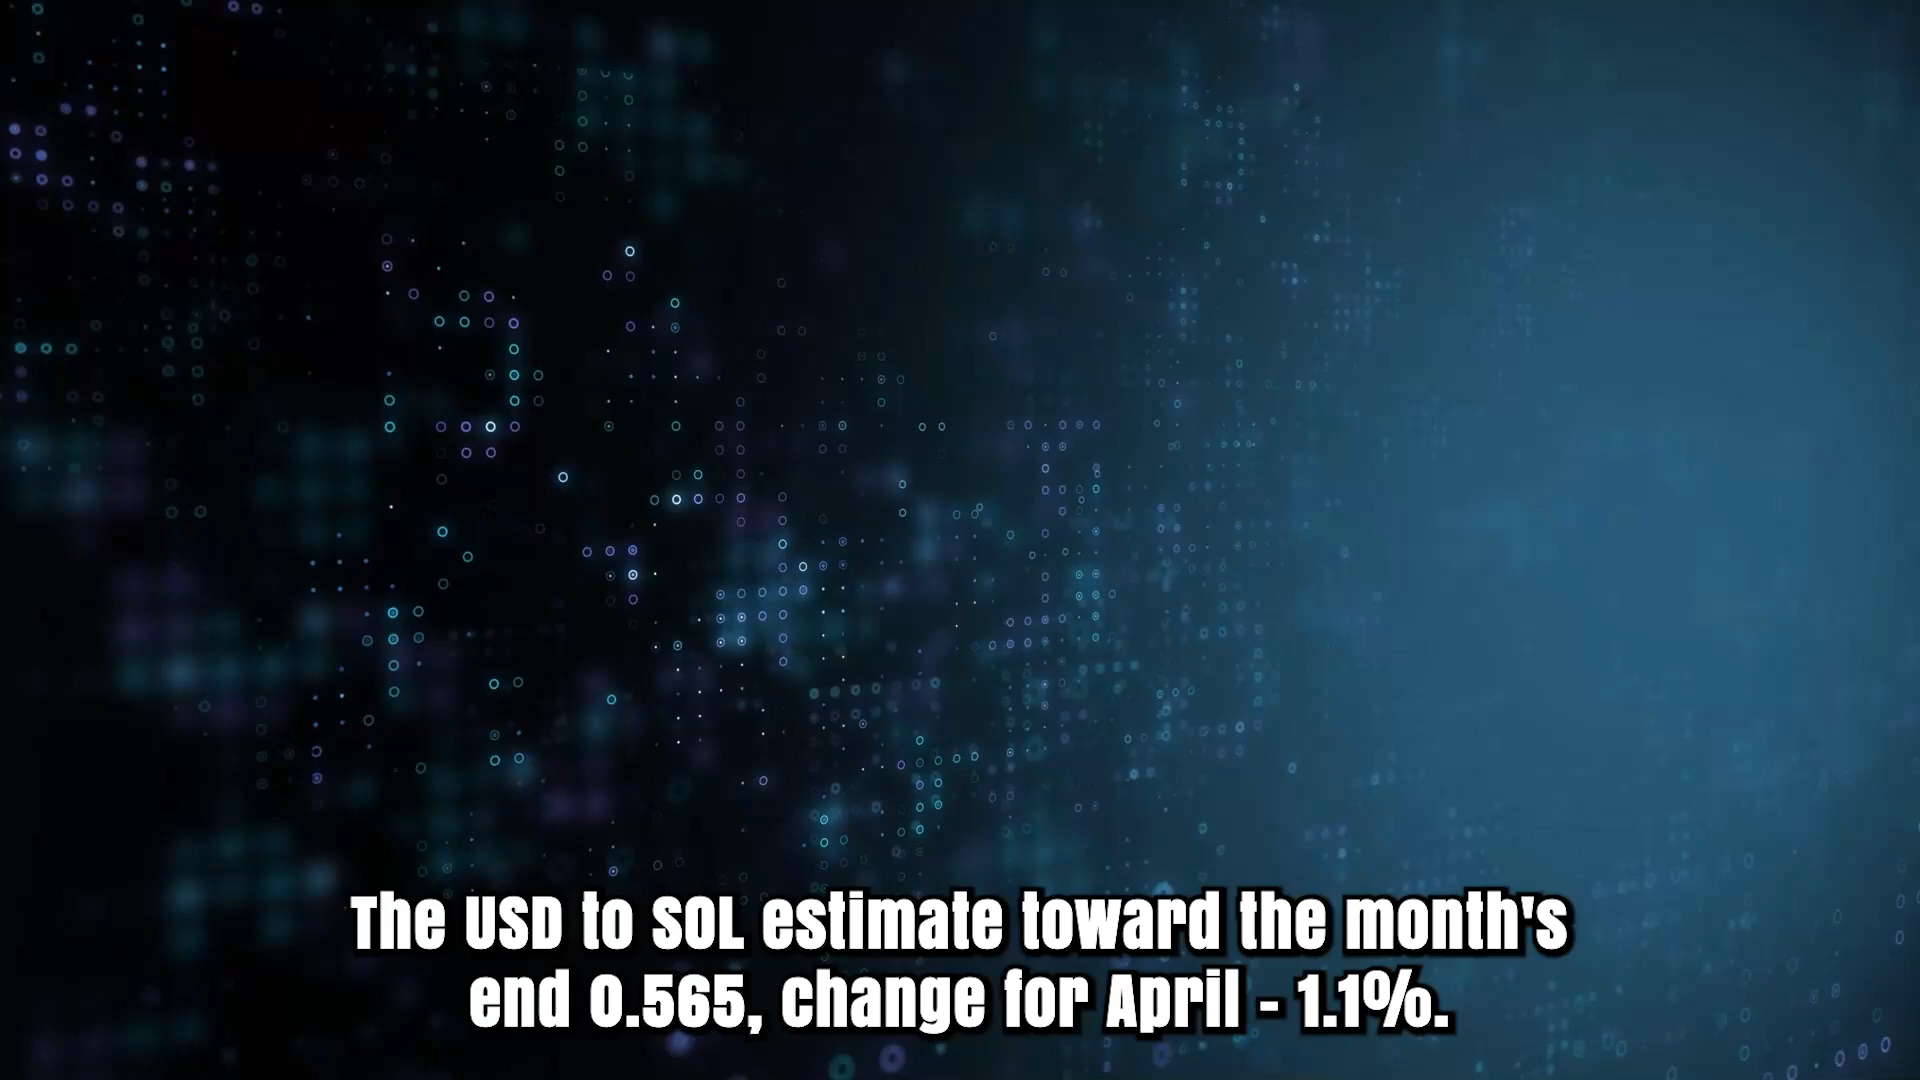 The USD to SOL estimate toward the month's
end 0.565, change for April - 1.1%.